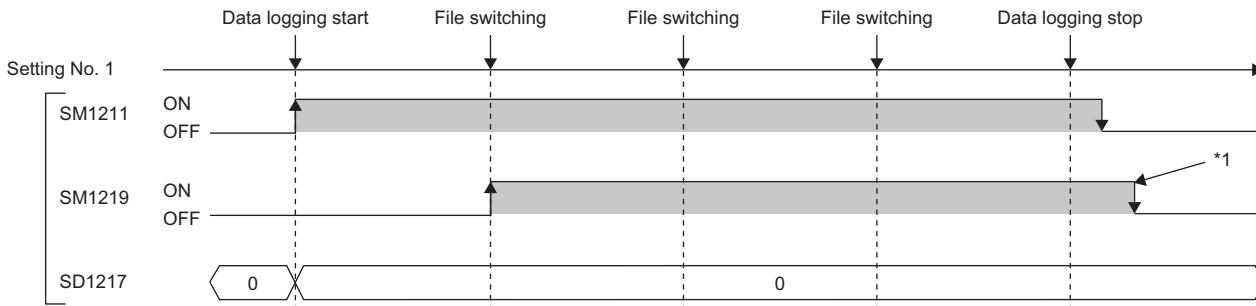 Data logging start File switching File switching File switching Data logging stop
Setting No. 1
SM1211 ON
OFF
*1
SM1219 ON
OFF
SD1217 0 0